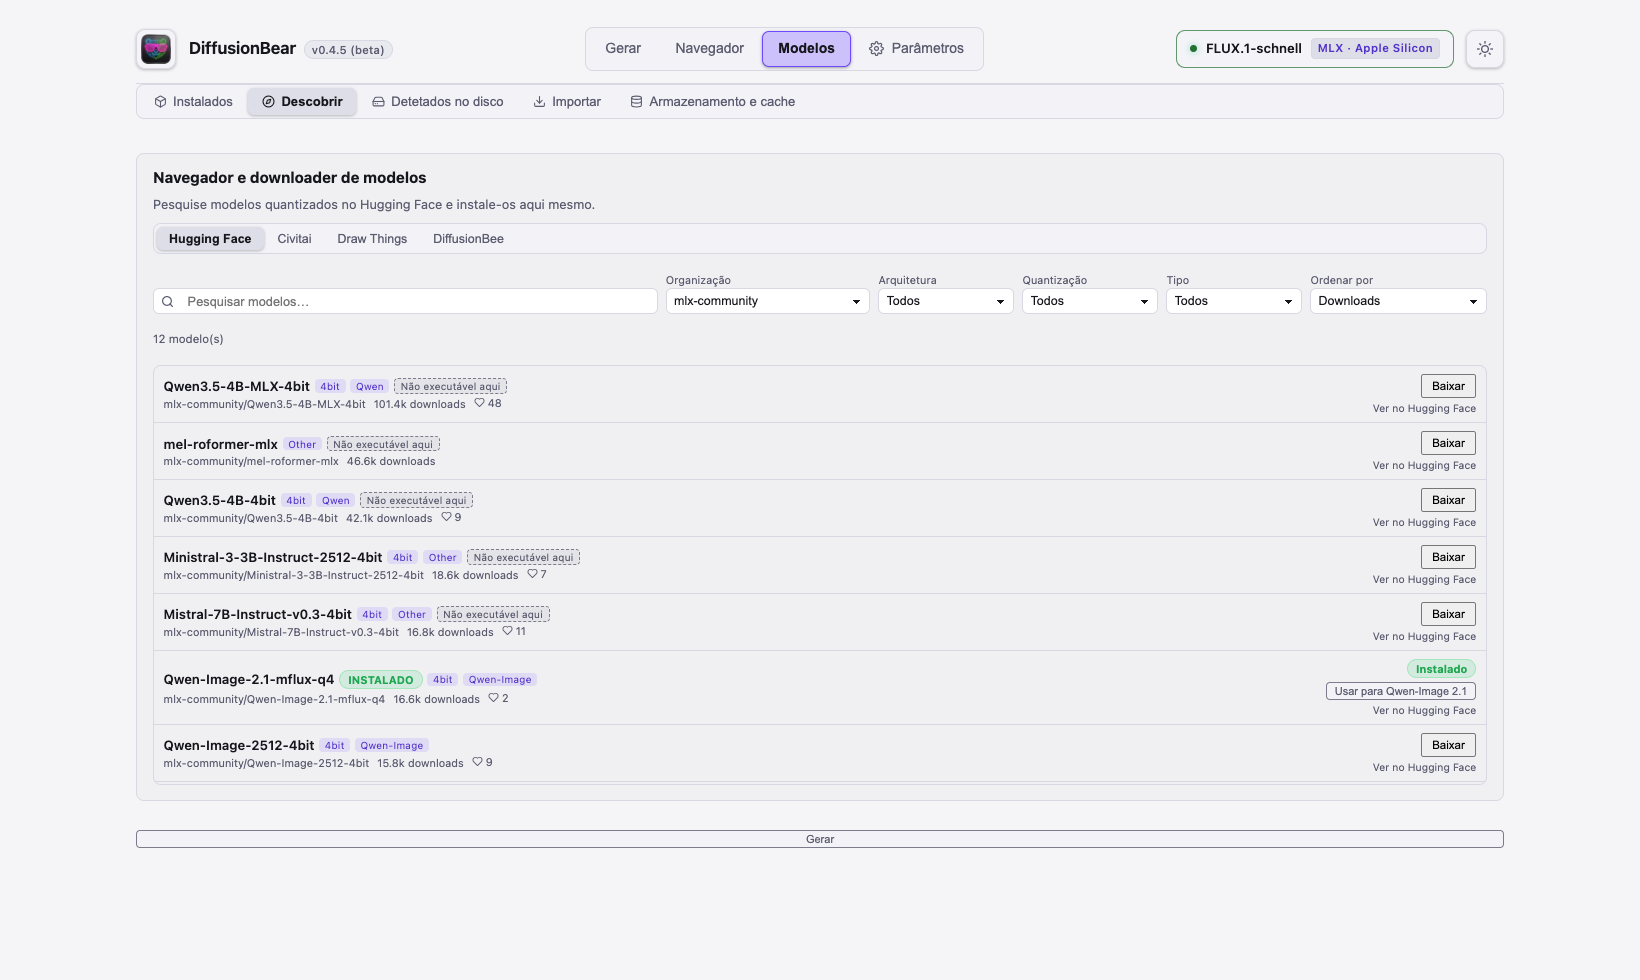 DiffusionBear v0.4.5 (beta)
Gerar Navegador Modelos Parâmetros
FLUX.1-schnell MLX · Apple Silicon
Instalados Descobrir Detetados no disco Importar Armazenamento e cache
Navegador e downloader de modelos
Pesquise modelos quantizados no Hugging Face e instale-os aqui mesmo.
Hugging Face Civitai Draw Things DiffusionBee
Organização Arquitetura Quantização Tipo Ordenar por
Pesquisar modelos… mlx-community Todos Todos Todos Downloads
12 modelo(s)
Qwen3.5-4B-MLX-4bit 4bit Qwen Não executável aqui Baixar
mlx-community/Qwen3.5-4B-MLX-4bit 101.4k downloads 48 Ver no Hugging Face
mel-roformer-mlx Other Não executável aqui Baixar
mlx-community/mel-roformer-mlx 46.6k downloads Ver no Hugging Face
Qwen3.5-4B-4bit 4bit Qwen Não executável aqui Baixar
mlx-community/Qwen3.5-4B-4bit 42.1k downloads 9 Ver no Hugging Face
Ministral-3-3B-Instruct-2512-4bit 4bit Other Não executável aqui Baixar
mlx-community/Ministral-3-3B-Instruct-2512-4bit 18.6k downloads 7 Ver no Hugging Face
Mistral-7B-Instruct-v0.3-4bit 4bit Other Não executável aqui Baixar
mlx-community/Mistral-7B-Instruct-v0.3-4bit 16.8k downloads 11 Ver no Hugging Face
Qwen-Image-2.1-mflux-q4 INSTALADO 4bit Qwen-Image Instalado
mlx-community/Qwen-Image-2.1-mflux-q4 16.6k downloads 2 Usar para Qwen-Image 2.1
Ver no Hugging Face
Qwen-Image-2512-4bit 4bit Qwen-Image Baixar
mlx-community/Qwen-Image-2512-4bit 15.8k downloads 9 Ver no Hugging Face
Gerar